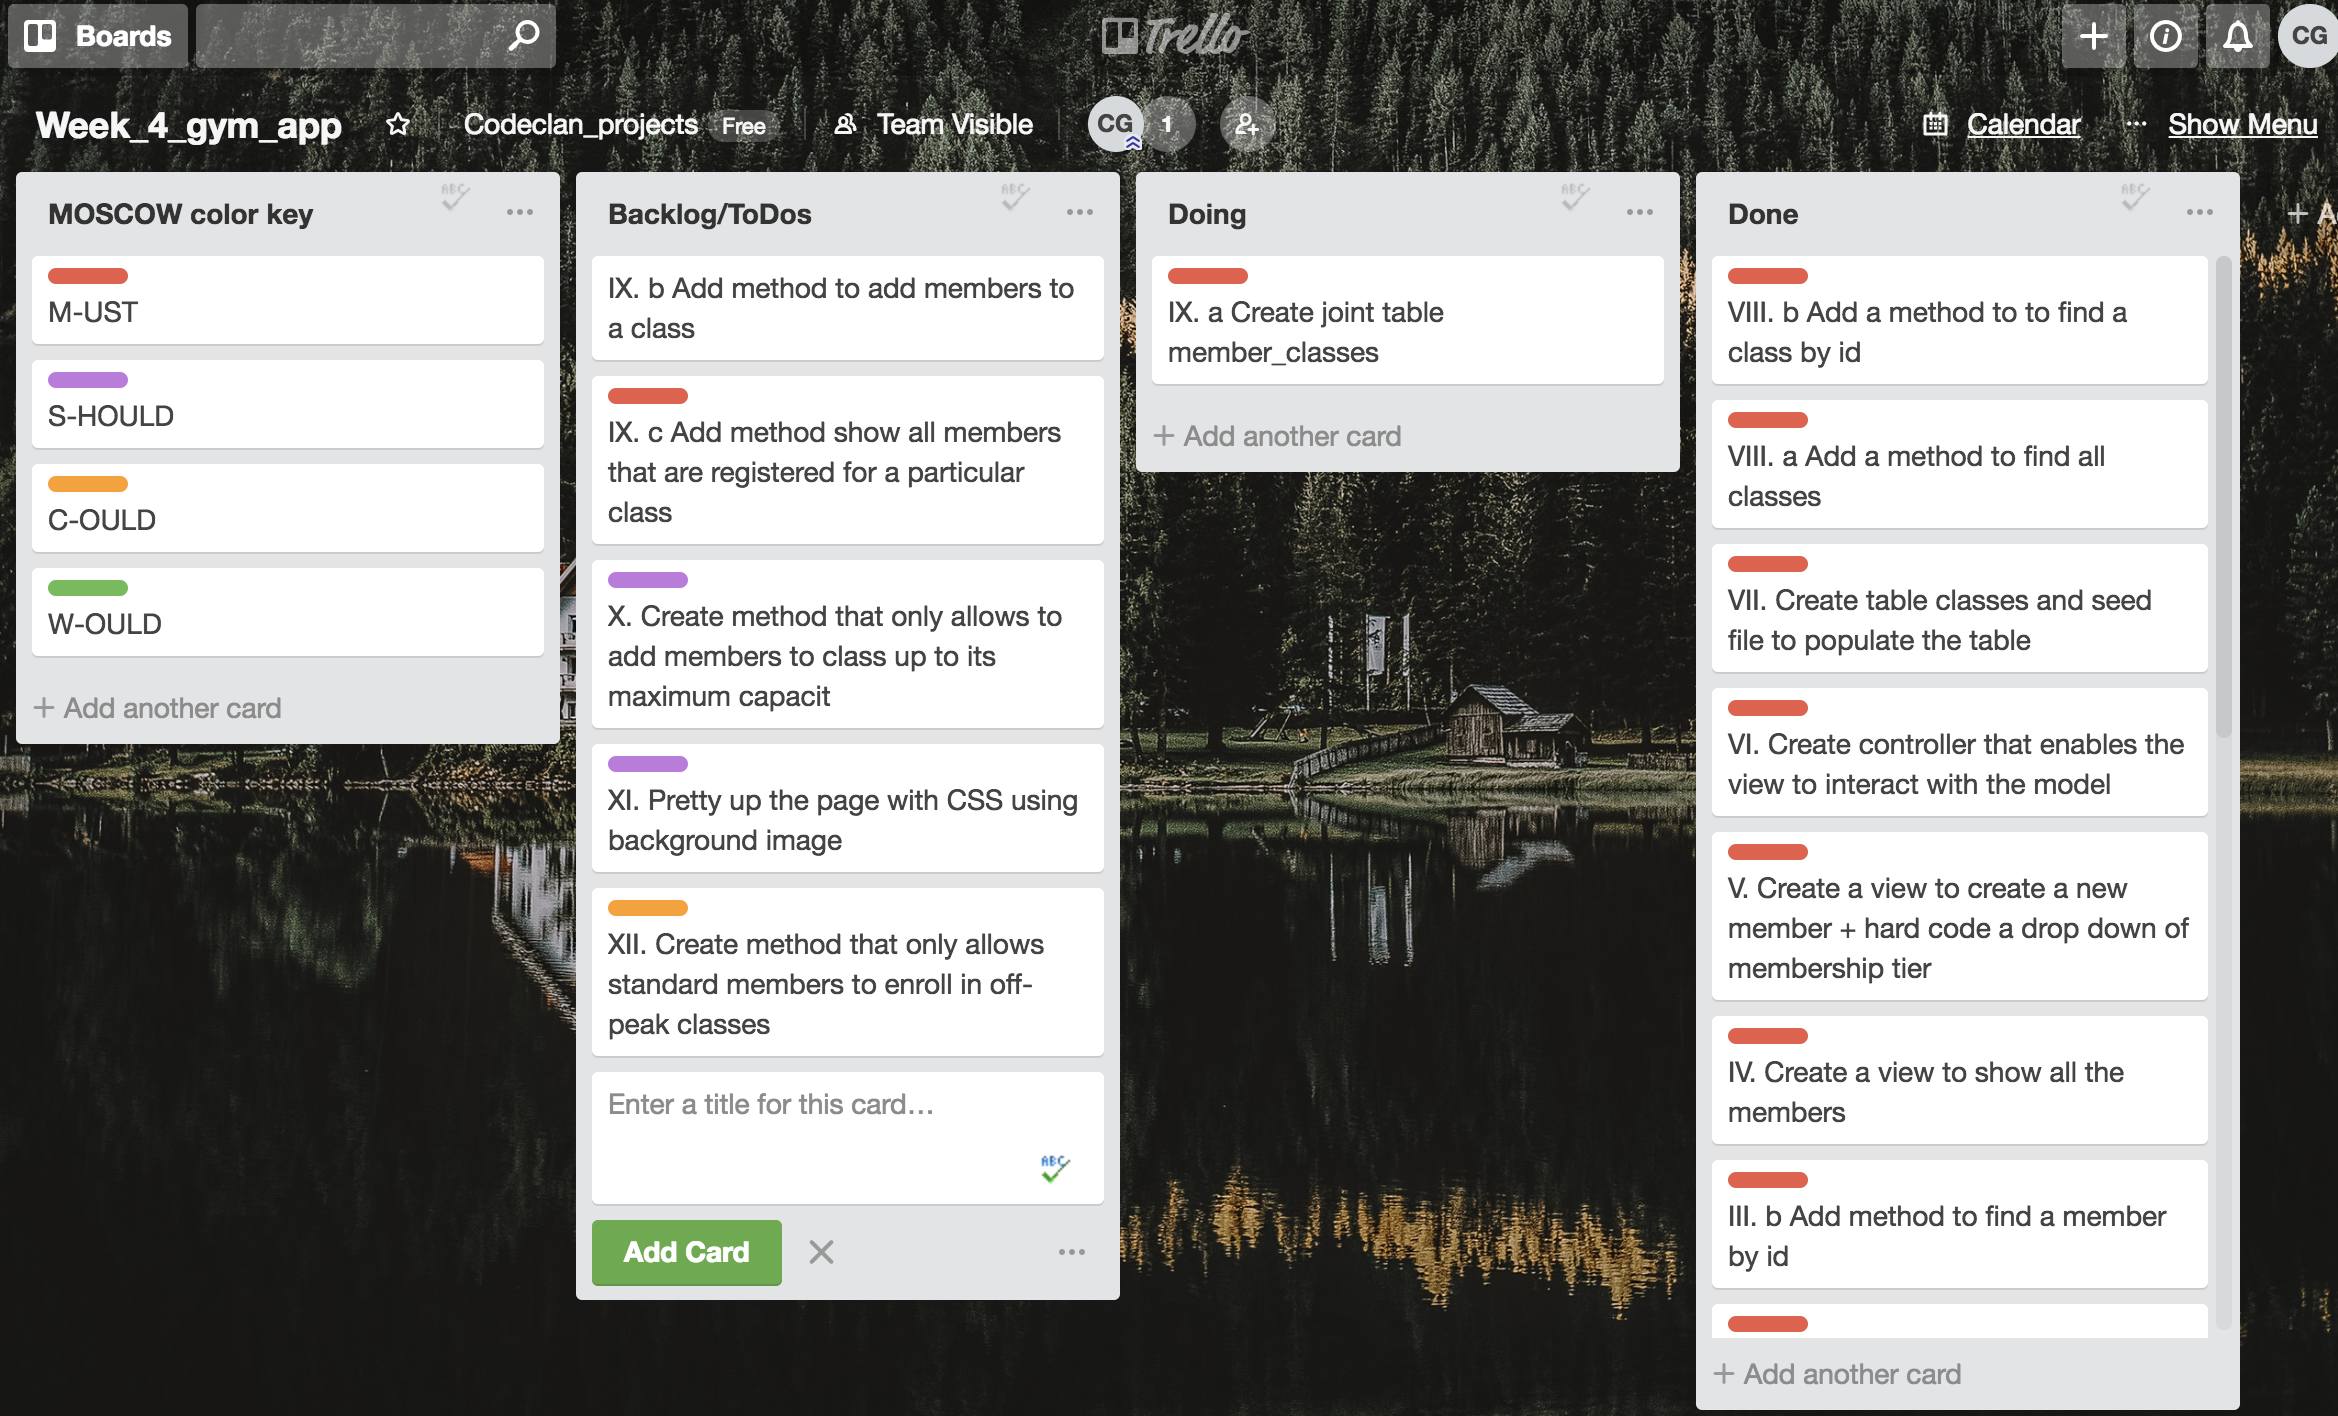 Boards
Trello
CG
Week_4_gym_app
Codeclan_projects
Free
Team Visible
CG
1
Calendar
Show Menu
MOSCOW color key
M-UST
S-HOULD
C-OULD
W-OULD
+ Add another card
Backlog/ToDos
IX. b Add method to add members to
a class
IX. c Add method show all members
that are registered for a particular
class
X. Create method that only allows to
add members to class up to its
maximum capacit
XI. Pretty up the page with CSS using
background image
XII. Create method that only allows
standard members to enroll in off-
peak classes
Enter a title for this card…
ABC
Add Card
Doing
IX. a Create joint table
member_classes
+ Add another card
Done
VIII. b Add a method to to find a
class by id
VIII. a Add a method to find all
classes
VII. Create table classes and seed
file to populate the table
VI. Create controller that enables the
view to interact with the model
V. Create a view to create a new
member + hard code a drop down of
membership tier
IV. Create a view to show all the
members
III. b Add method to find a member
by id
+ Add another card
+ A